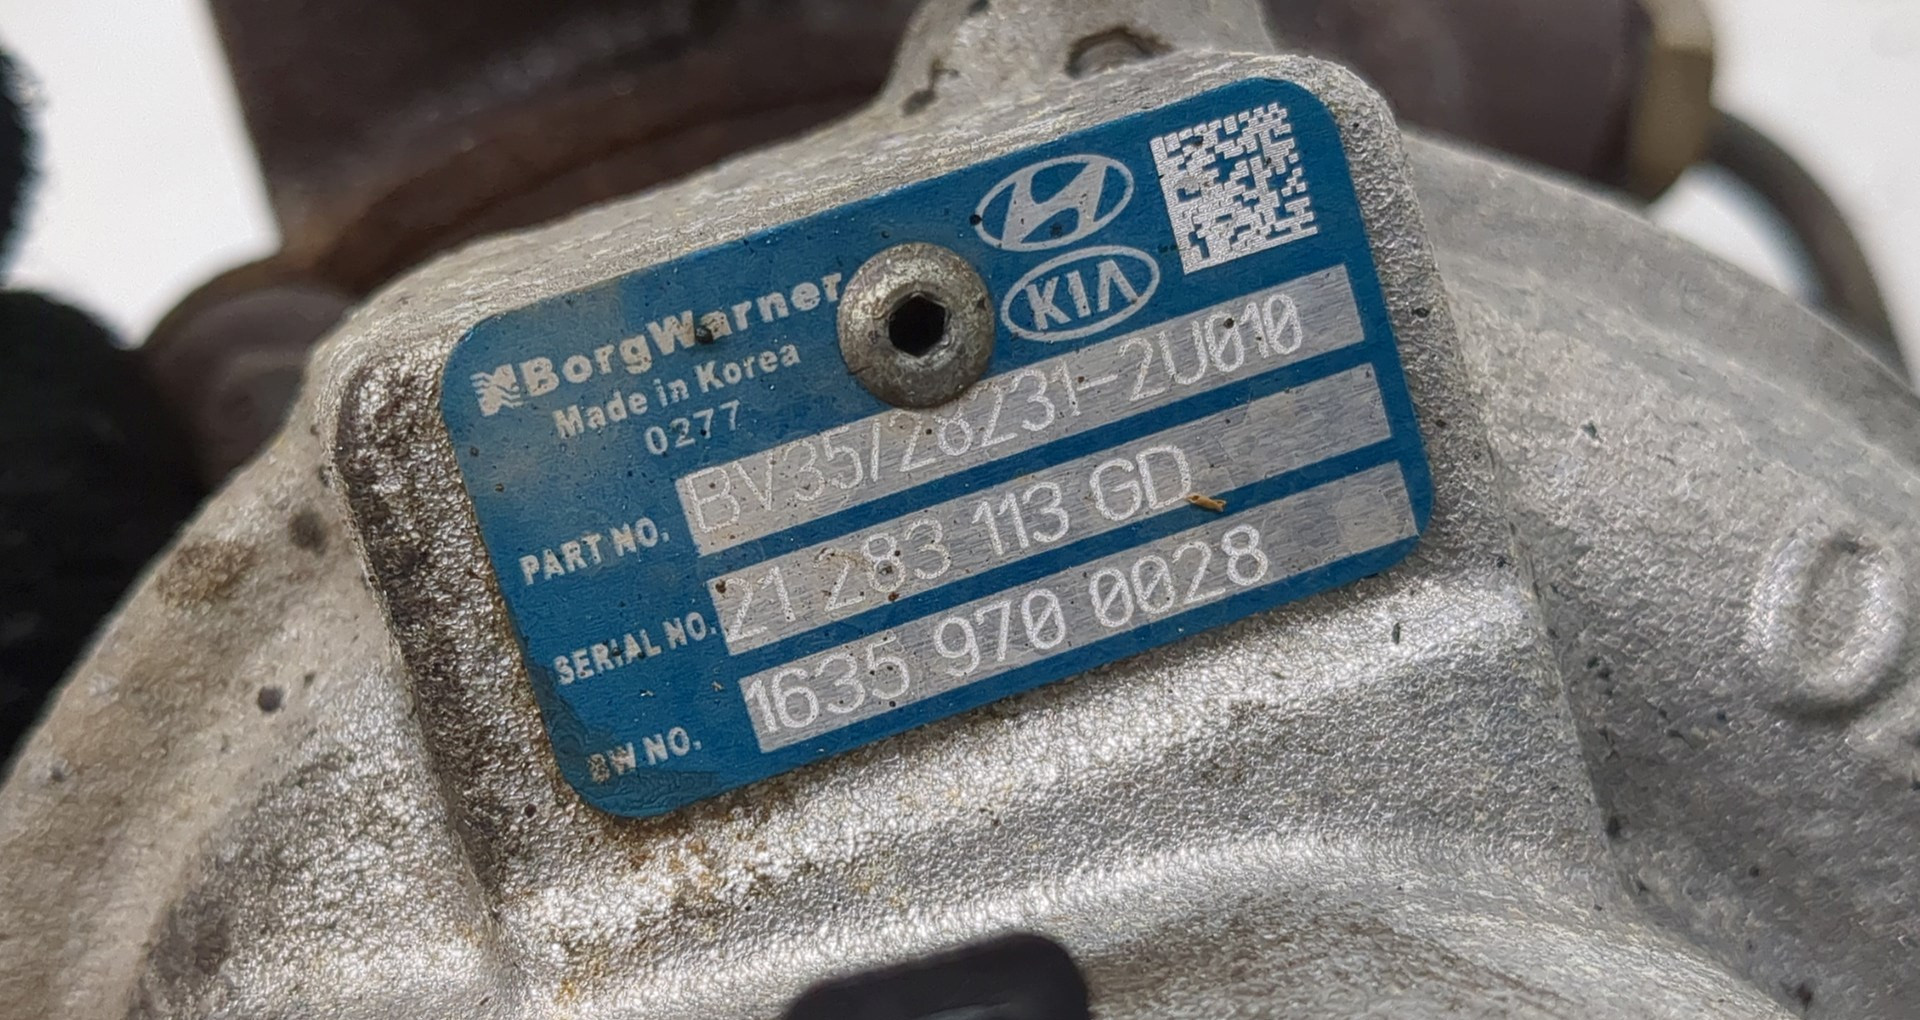 BorgWarner
Made in Korea
0277
KIA
PART NO. BV35/28231-2U010
SERIAL NO. 21 283 113 GD
BW NO. 1635 970 0028